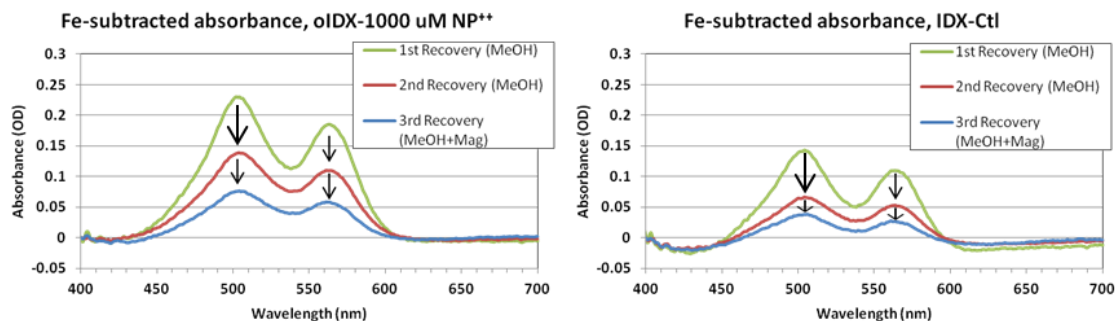 Fe-subtracted absorbance, oIDX-1000 uM NP⁺⁺
0.3
0.25
0.2
0.15
0.1
0.05
0
-0.05
Absorbance (OD)
1st Recovery (MeOH)
2nd Recovery (MeOH)
3rd Recovery
(MeOH+Mag)
400 450 500 550 600 650 700
Wavelength (nm)
Fe-subtracted absorbance, IDX-Ctl
0.3
0.25
0.2
0.15
0.1
0.05
0
-0.05
Absorbance (OD)
1st Recovery (MeOH)
2nd Recovery (MeOH)
3rd Recovery
(MeOH+Mag)
400 450 500 550 600 650 700
Wavelength (nm)